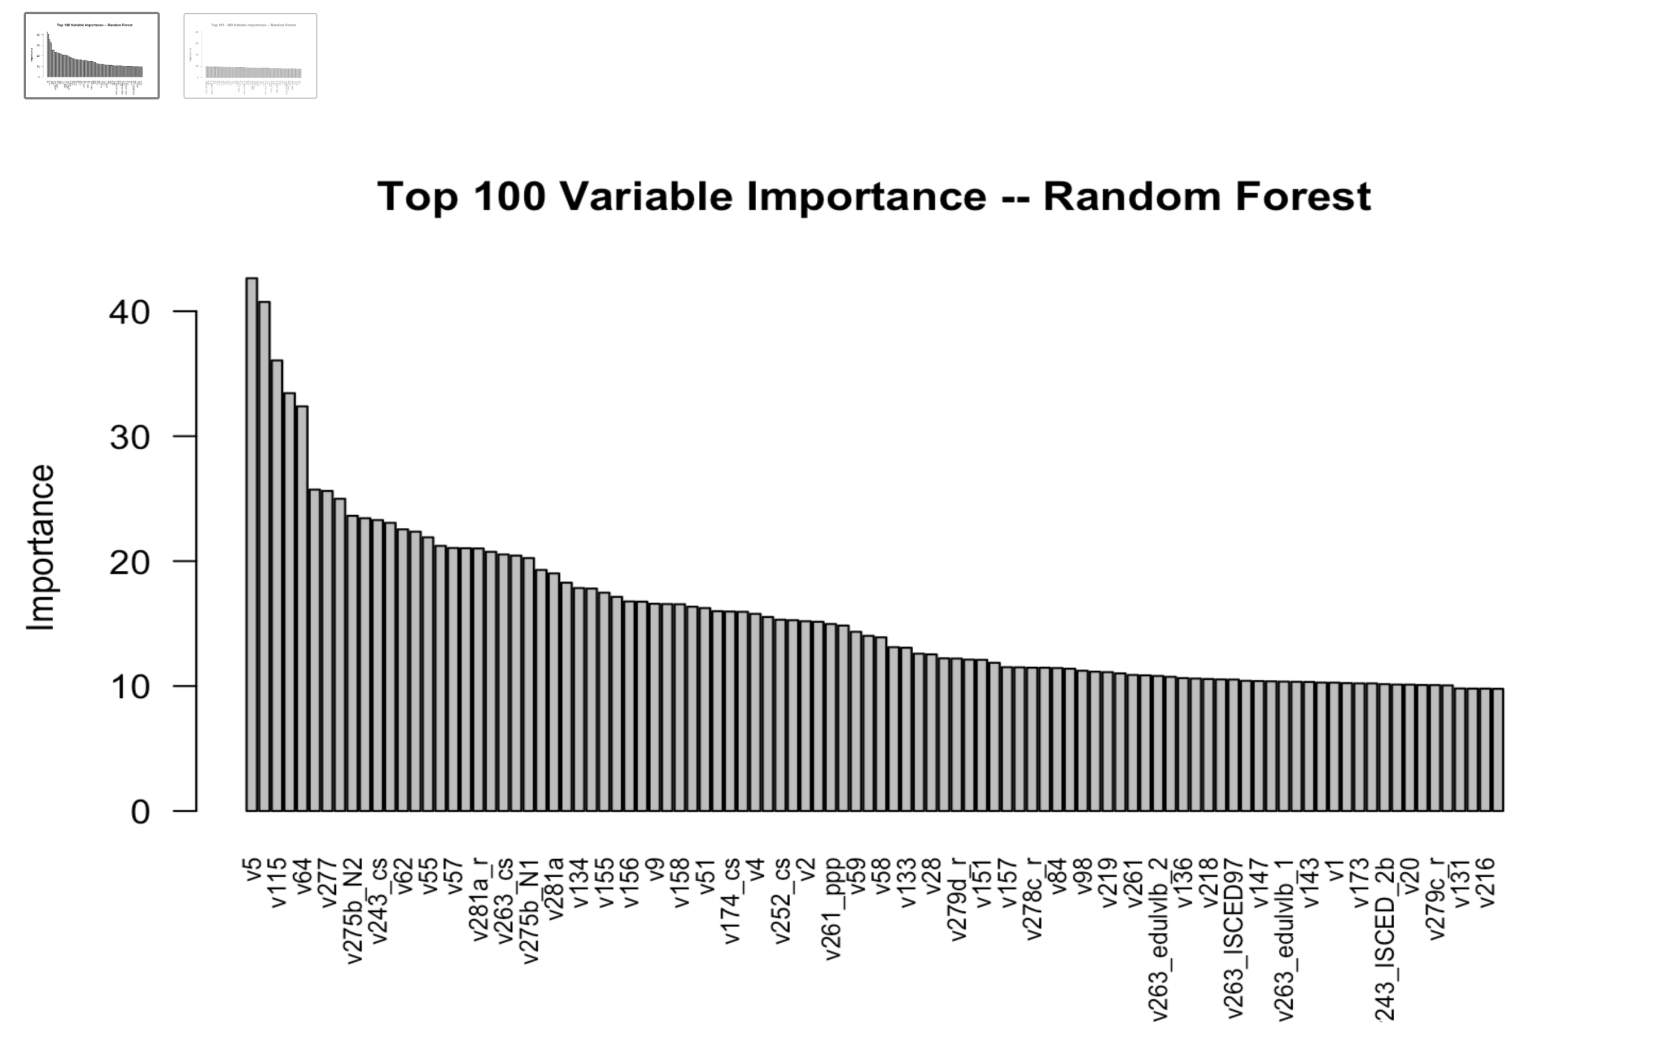 Top 100 Variable Importance -- Random Forest
Importance
40
30
20
10
0
v5
v115
v64
v277
v275b_N2
v243_cs
v62
v55
v57
v281a_r
v263_cs
v275b_N1
v281a
v134
v155
v156
v9
v158
v51
v174_cs
v4
v252_cs
v2
v261_ppp
v59
v58
v133
v28
v279d_r
v151
v157
v278c_r
v84
v98
v219
v261
v263_edulvlb_2
v136
v218
v263_ISCED97
v147
v263_edulvlb_1
v143
v1
v173
243_ISCED_2b
v20
v279c_r
v131
v216